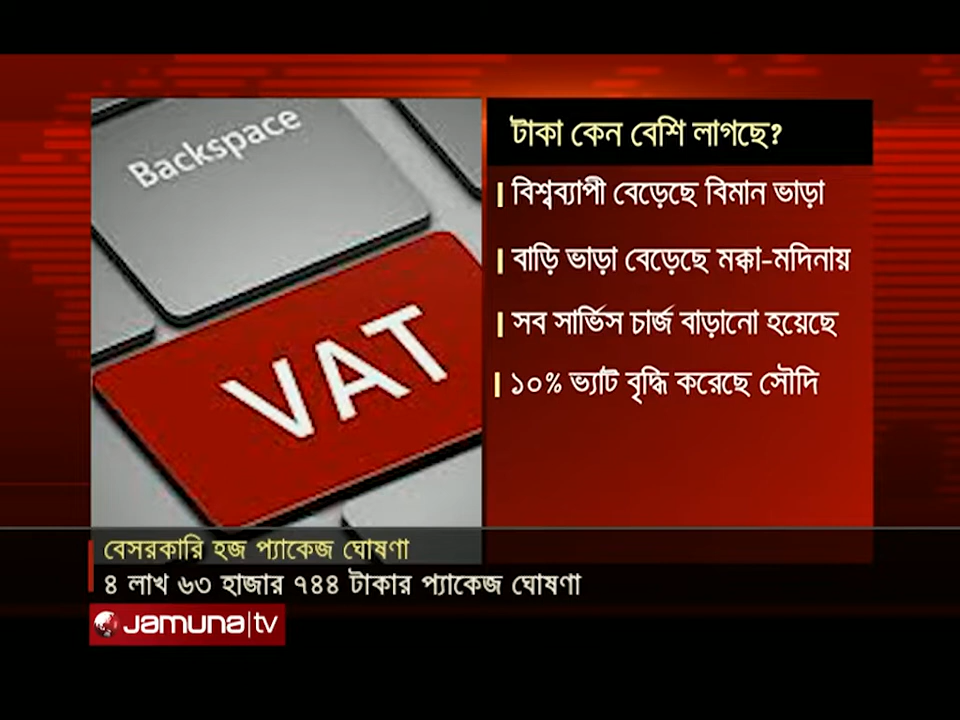 Backspace
VAT
টাকা কেন বেশি লাগছে?
বিশ্বব্যাপী বেড়েছে বিমান ভাড়া
বাড়ি ভাড়া বেড়েছে মক্কা-মদিনায়
সব সার্ভিস চার্জ বাড়ানো হয়েছে
১০% ভ্যাট বৃদ্ধি করেছে সৌদি
বেসরকারি হজ প্যাকেজ ঘোষণা
৪ লাখ ৬৩ হাজার ৭৪৪ টাকার প্যাকেজ ঘোষণা
Jamuna|tv